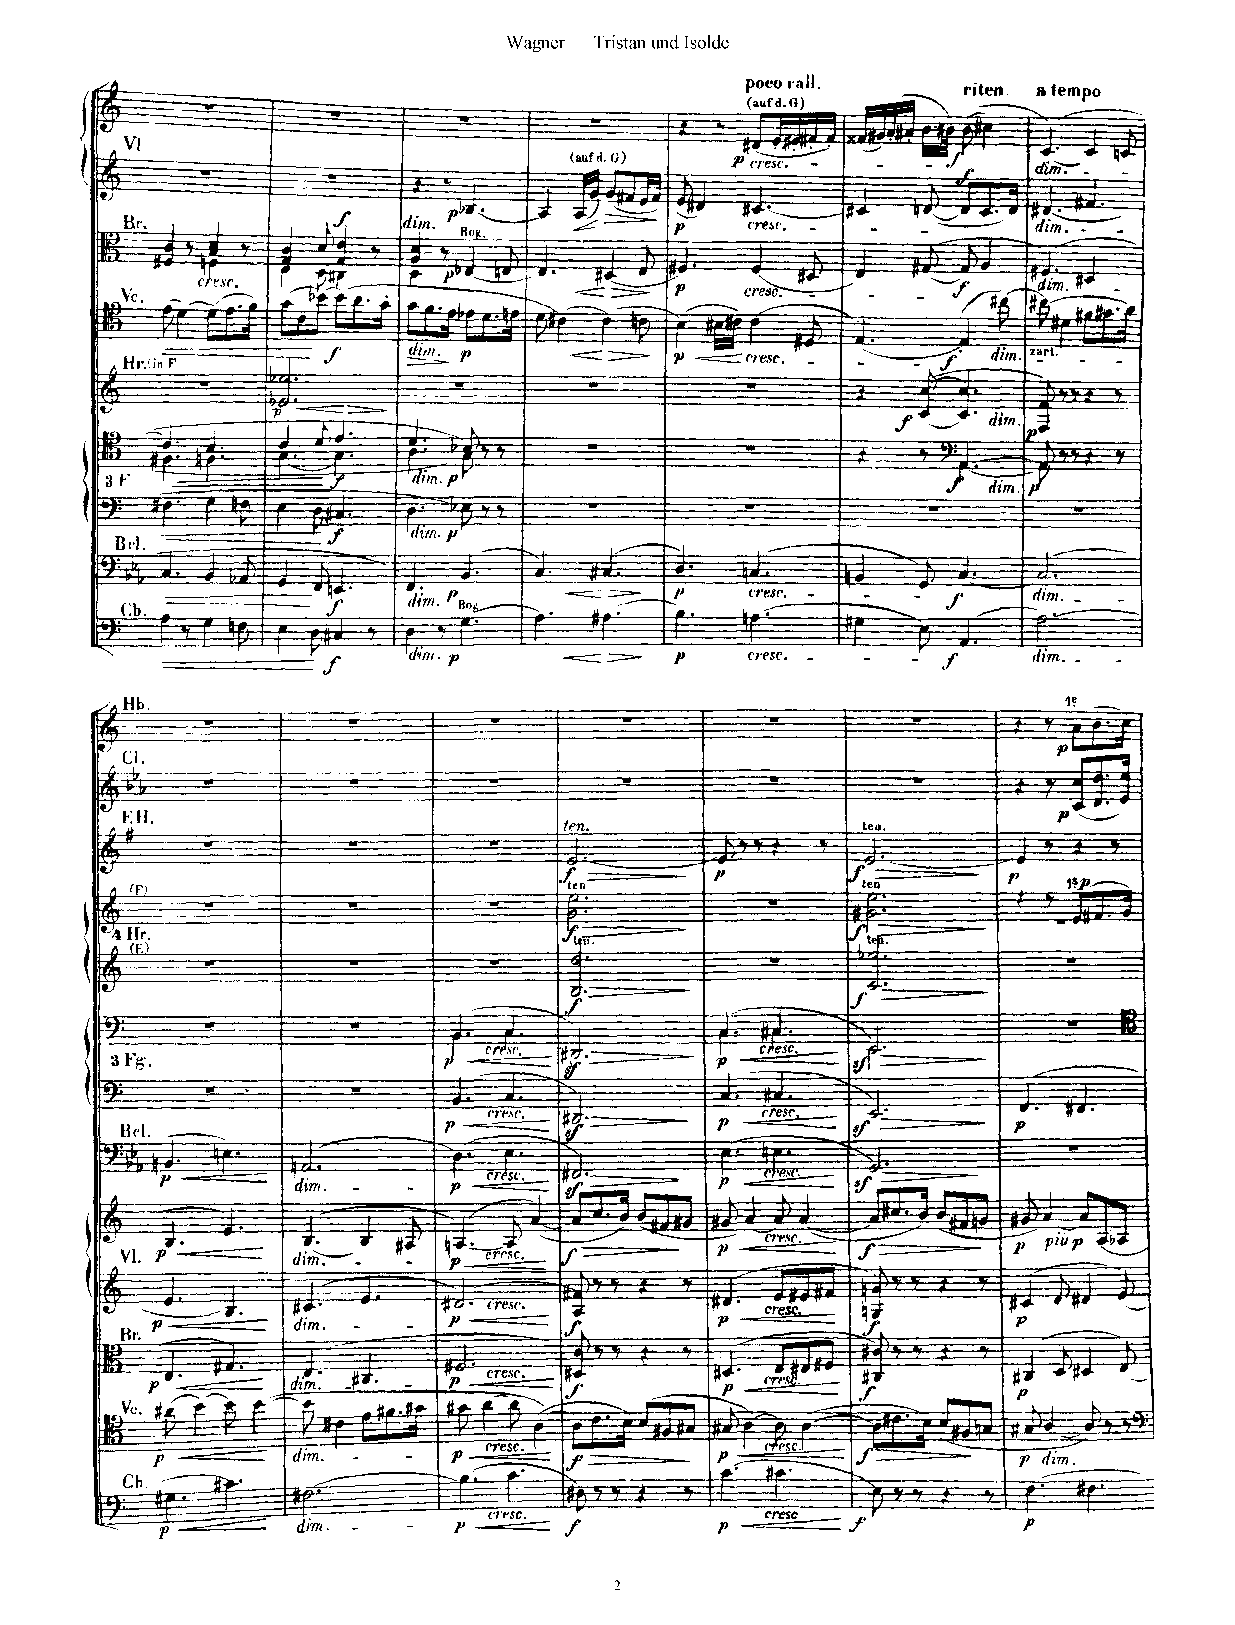 Wagner Tristan und Isolde
poco rall. riten a tempo
(auf d. G)
Vl
(auf d. G)
p cresc. - - - f dim. - -
f
Br. f dim. p Bog. < p cresc. - - - dim. - -
cresc. p < > p cresc. - - - f dim.
Vc.
f dim. p < > p cresc. - - - f dim. zart. - -
Hr. (in F
p f dim. p
3 F f dim. p f dim. p
f dim. p
Bcl.
f dim. p p cresc. - - - f dim. - -
Cb. Bog
f dim. p p cresc. - - - f dim. - -
Hb. 1e
p
Cl.
p
EH. ten. ten.
f p f p
(F) ten ten 1s p
4 Hr. f f
(E) ten. ten.
f f
p cresc. sf p cresc. sf
3 Fg.
p cresc. sf p cresc. sf p
Bcl.
p dim. - - p cresc. sf p cresc. sf
Vl. p dim. - - p cresc. f p cresc. f p più p
p dim. - - p cresc. f p cresc. f p
Br.
p dim. - - p cresc. f p cresc. f p
Vc.
p dim. - - p cresc. f p cresc. f p dim.
Cb
p dim. - - p cresc. f p cresc f p
2